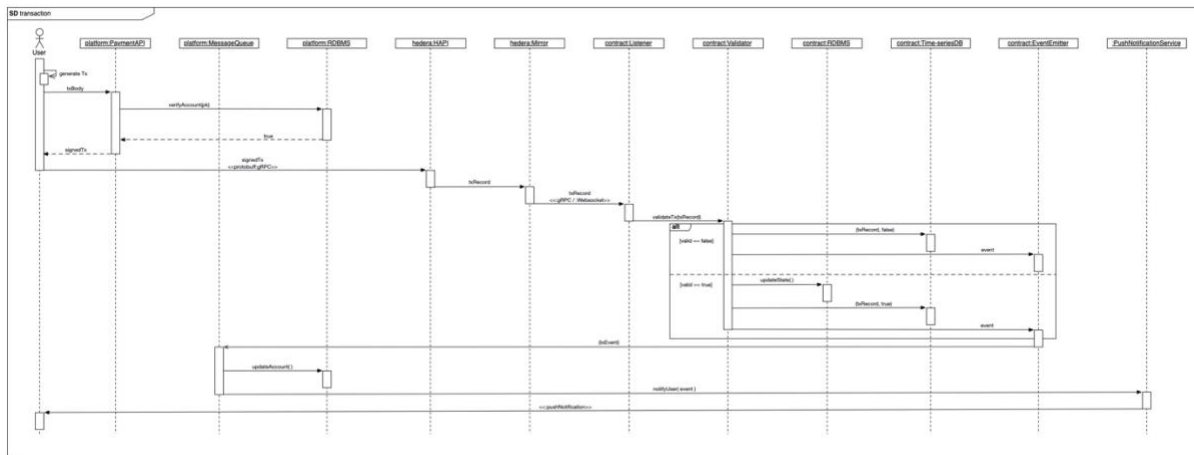 SD transaction
User
platform:PaymentAPI
platform:MessageQueue
platform:RDBMS
hedera:HAPI
hedera:Mirror
contract:Listener
contract:Validator
contract:RDBMS
contract:Time-seriesDB
contract:EventEmitter
:PushNotificationService
generate Tx
txBody
verifyAccount(pk)
true
signedTx
signedTx
<<protobuff:gRPC>>
txRecord
txRecord
<<:gRPC / :Websocket>>
validateTx(txRecord)
alt
[valid == false]
(txRecord, false)
event
[valid == true]
updateState( )
(txRecord, true)
event
(txEvent)
updateAccount( )
notifyUser( event )
<<:pushNotification>>